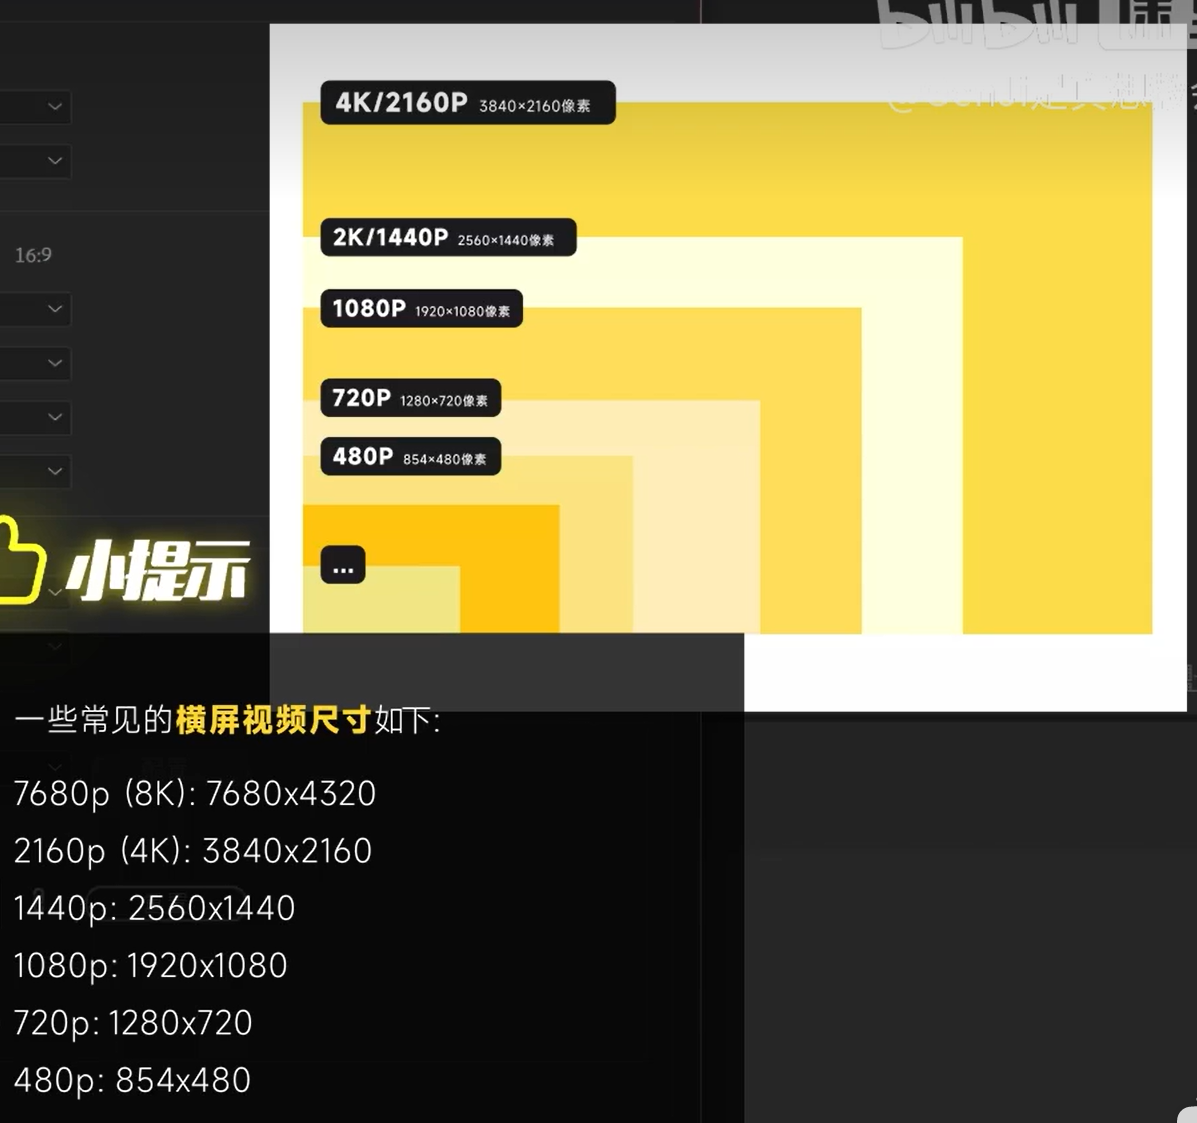 bilibili
4K/2160P 3840×2160像素
2K/1440P 2560×1440像素
16:9
1080P 1920×1080像素
720P 1280×720像素
480P 854×480像素
...
小提示
一些常见的横屏视频尺寸如下:
7680p (8K): 7680x4320
2160p (4K): 3840x2160
1440p: 2560x1440
1080p: 1920x1080
720p: 1280x720
480p: 854x480